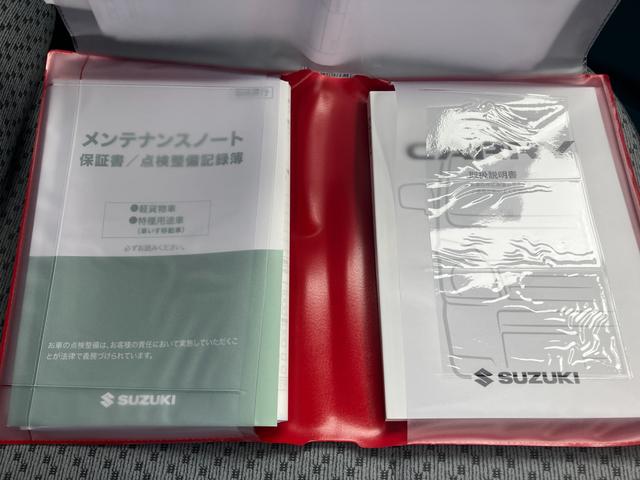 メンテナンスノート
保証書／点検整備記録簿
●軽貨物車
●特種用途車
（車いす移動車）
必ずお読みください。
お車の点検整備は、お客様の責任において実施していただくこ
とが法律で義務づけられています。
SUZUKI
CARRY
取扱説明書
SUZUKI